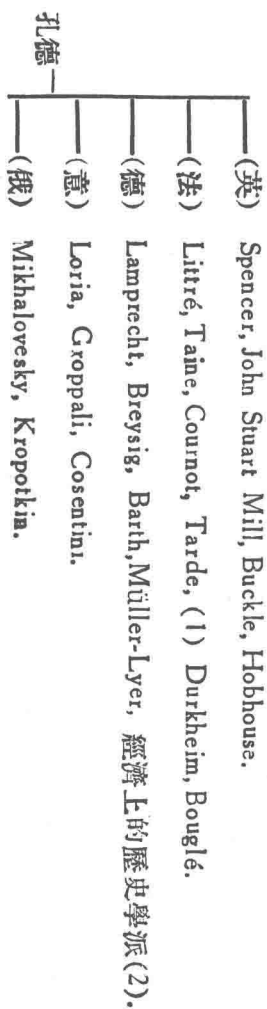 孔德
(英) Spencer, John Stuart Mill, Buckle, Hobhouse.
(法) Littré, Taine, Cournot, Tarde, (1) Durkheim, Bouglé.
(德) Lamprecht, Breysig, Barth, Müller-Lyer, 經濟上的歷史學派(2).
(意) Loria, Groppali, Cosentini.
(俄) Mikhalovesky, Kropotkin.